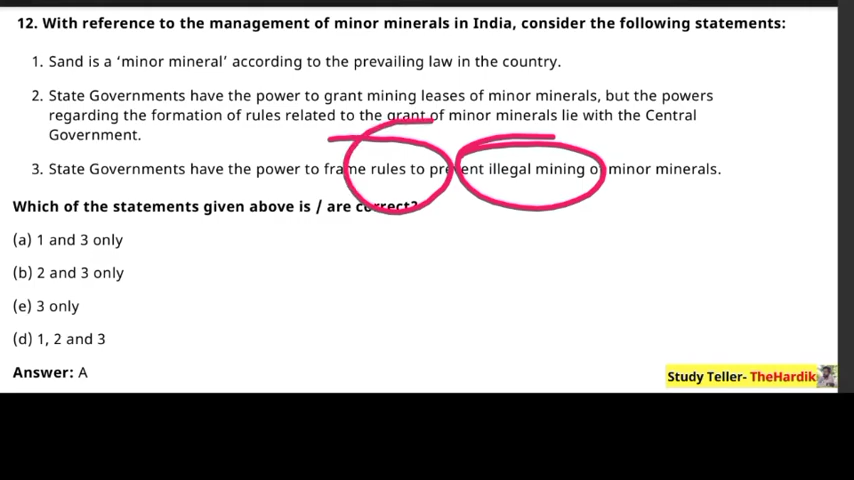 12. With reference to the management of minor minerals in India, consider the following statements:
1. Sand is a ‘minor mineral’ according to the prevailing law in the country.
2. State Governments have the power to grant mining leases of minor minerals, but the powers
regarding the formation of rules related to the grant of minor minerals lie with the Central
Government.
3. State Governments have the power to frame rules to prevent illegal mining of minor minerals.
Which of the statements given above is / are correct?
(a) 1 and 3 only
(b) 2 and 3 only
(e) 3 only
(d) 1, 2 and 3
Answer: A
Study Teller- TheHardik